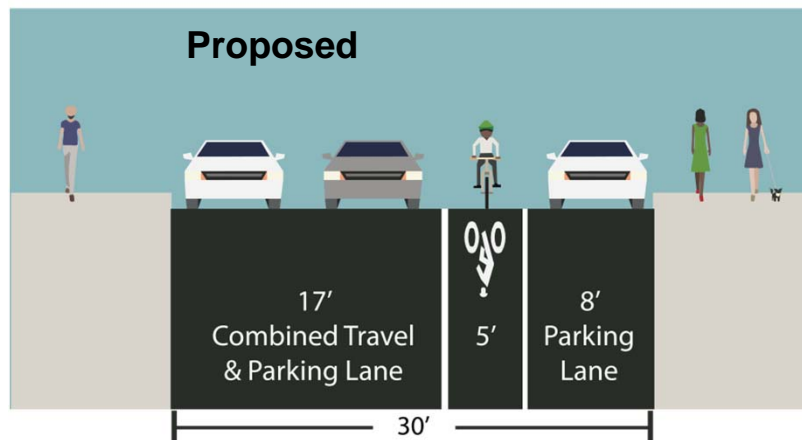 Proposed
17’
Combined Travel
& Parking Lane
5’
8’
Parking
Lane
30’